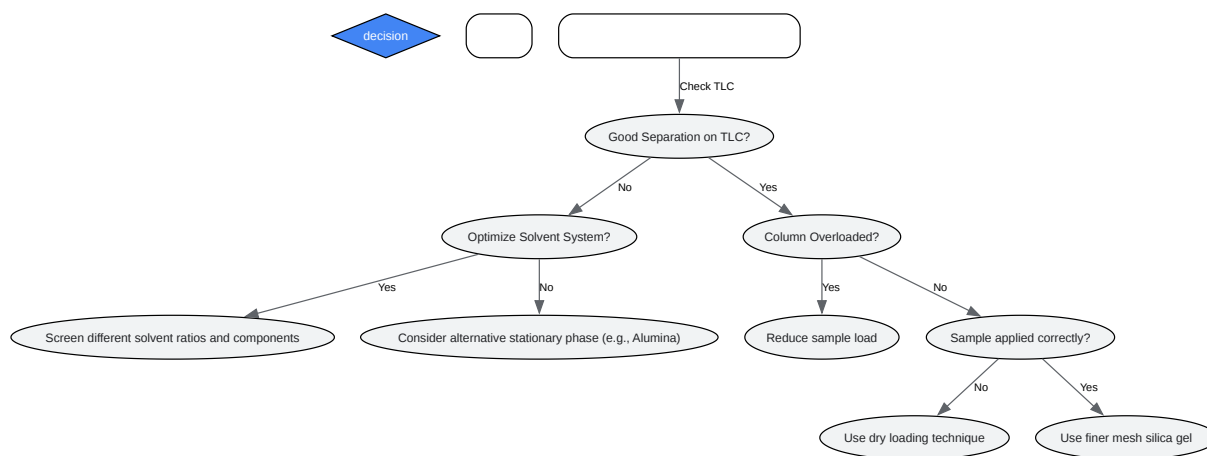 decision
Check TLC
Good Separation on TLC?
No
Yes
Optimize Solvent System?
Column Overloaded?
Yes
No
Yes
No
Screen different solvent ratios and components
Consider alternative stationary phase (e.g., Alumina)
Reduce sample load
Sample applied correctly?
No
Yes
Use dry loading technique
Use finer mesh silica gel